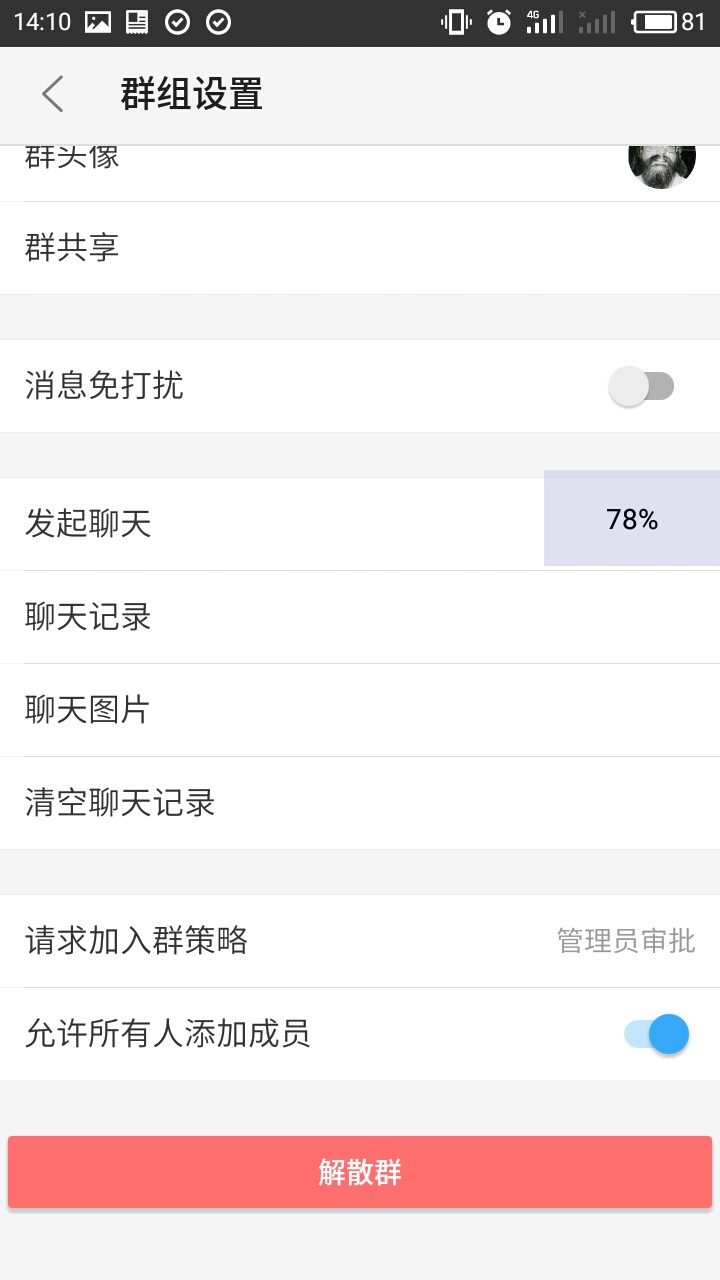 14:10 4G 81
群组设置
群头像
群共享
消息免打扰
发起聊天 78%
聊天记录
聊天图片
清空聊天记录
请求加入群策略 管理员审批
允许所有人添加成员
解散群